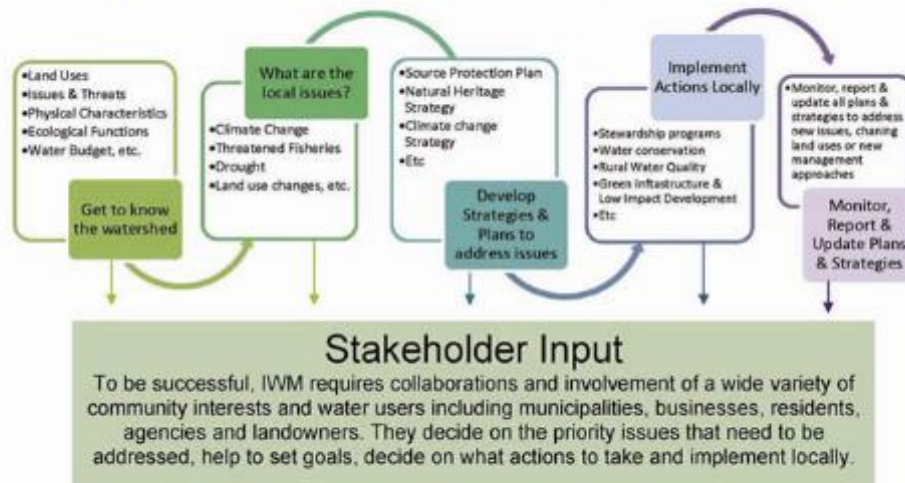 •Land Uses
•Issues & Threats
•Physical Characteristics
•Ecological Functions
•Water Budget, etc.
Get to know
the watershed
What are the
local issues?
•Climate Change
•Threatened Fisheries
•Drought
•Land use changes, etc.
•Source Protection Plan
•Natural Heritage
Strategy
•Climate change
Strategy
•Etc
Develop
Strategies &
Plans to
address issues
Implement
Actions Locally
•Stewardship programs
•Water conservation
•Rural Water Quality
•Green Inftastructure &
Low Impact Development
•Etc
•Monitor, report &
update all plans &
strategies to address
new issues, chaning
land uses or new
management
approaches
Monitor,
Report &
Update Plans
& Strategies
Stakeholder Input
To be successful, IWM requires collaborations and involvement of a wide variety of
community interests and water users including municipalities, businesses, residents,
agencies and landowners. They decide on the priority issues that need to be
addressed, help to set goals, decide on what actions to take and implement locally.